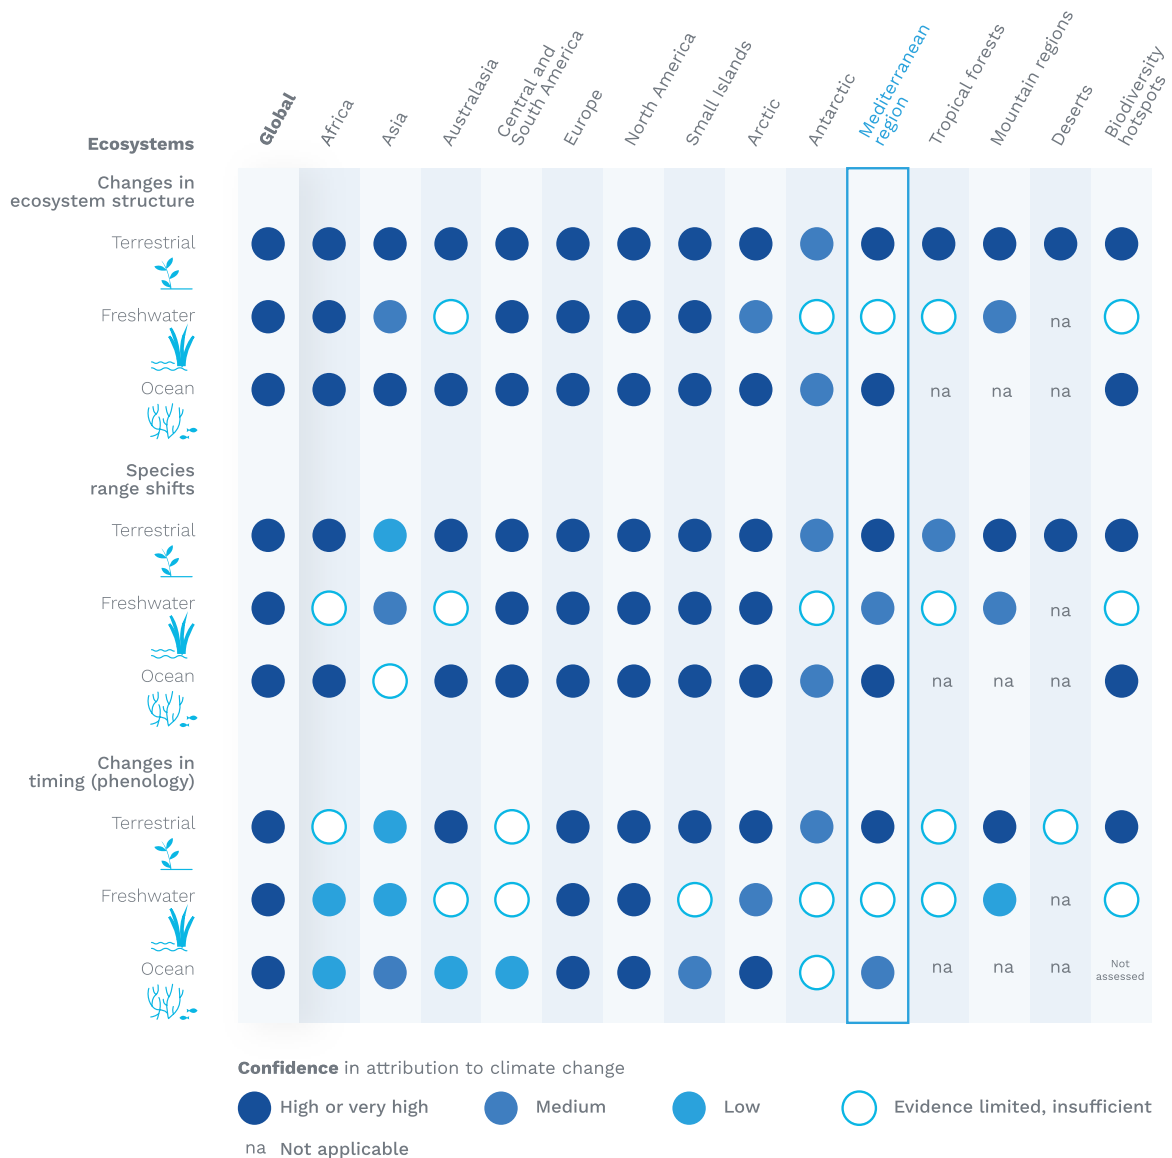 Ecosystems
Global
Africa
Asia
Australasia
Central and
South America
Europe
North America
Small Islands
Arctic
Antarctic
Mediterranean
region
Tropical forests
Mountain regions
Deserts
Biodiversity
hotspots
Changes in
ecosystem structure
Terrestrial
Freshwater
na
Ocean
na na na
Species
range shifts
Terrestrial
Freshwater
na
Ocean
na na na
Changes in
timing (phenology)
Terrestrial
Freshwater
na
Ocean
na na na
Not
assessed
Confidence in attribution to climate change
High or very high Medium Low Evidence limited, insufficient
na Not applicable